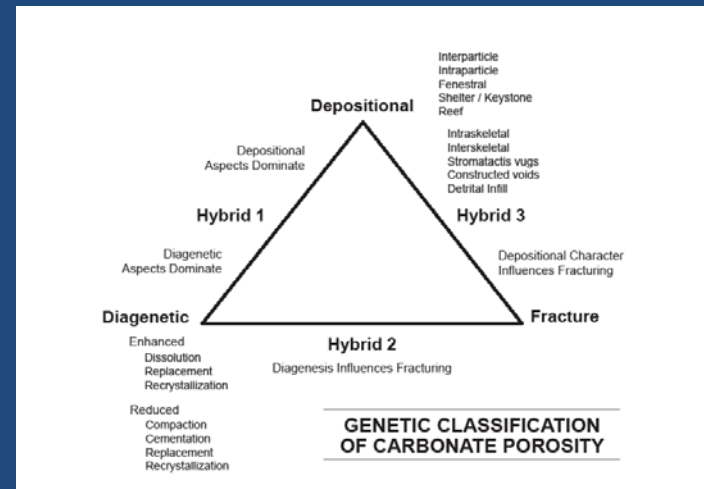 Interparticle
Intraparticle
Fenestral
Shelter / Keystone
Reef
Depositional
Intraskeletal
Interskeletal
Stromatactis vugs
Constructed voids
Detrital Infill
Depositional
Aspects Dominate
Hybrid 1
Hybrid 3
Diagenetic
Aspects Dominate
Depositional Character
Influences Fracturing
Diagenetic
Fracture
Enhanced
Dissolution
Replacement
Recrystallization
Hybrid 2
Diagenesis Influences Fracturing
Reduced
Compaction
Cementation
Replacement
Recrystallization
GENETIC CLASSIFICATION
OF CARBONATE POROSITY